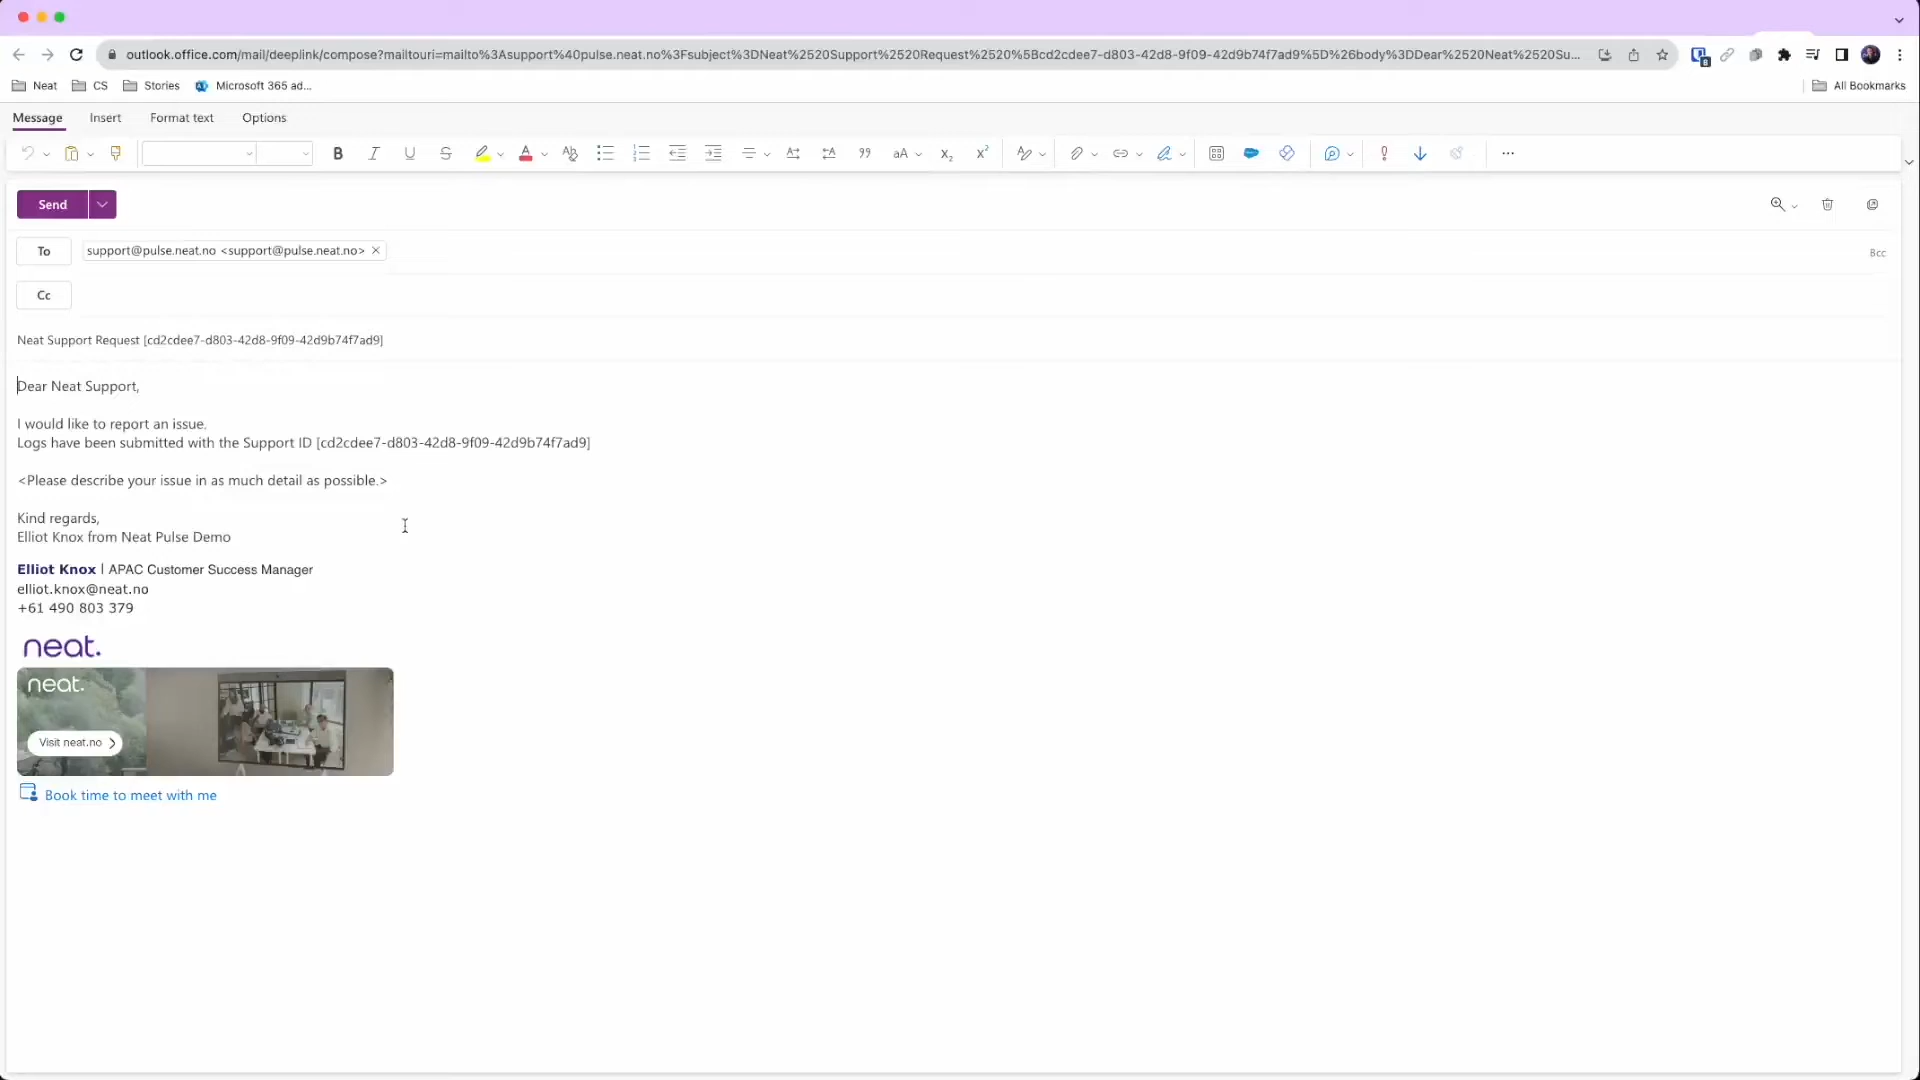 outlook.office.com/mail/deeplink/compose?mailtouri=mailto%3Asupport%40pulse.neat.no%3Fsubject%3DNeat%2520Support%2520Request%2520%5Bcd2cdee7-d803-42d8-9f09-42d9b74f7ad9%5D%26body%3DDear%2520Neat%2520Su...
Neat CS Stories Microsoft 365 ad... All Bookmarks
Message Insert Format text Options
Send
To support@pulse.neat.no <support@pulse.neat.no> Bcc
Cc
Neat Support Request [cd2cdee7-d803-42d8-9f09-42d9b74f7ad9]
Dear Neat Support,
I would like to report an issue.
Logs have been submitted with the Support ID [cd2cdee7-d803-42d8-9f09-42d9b74f7ad9]
<Please describe your issue in as much detail as possible.>
Kind regards,
Elliot Knox from Neat Pulse Demo
Elliot Knox | APAC Customer Success Manager
elliot.knox@neat.no
+61 490 803 379
neat.
neat.
Visit neat.no
Book time to meet with me